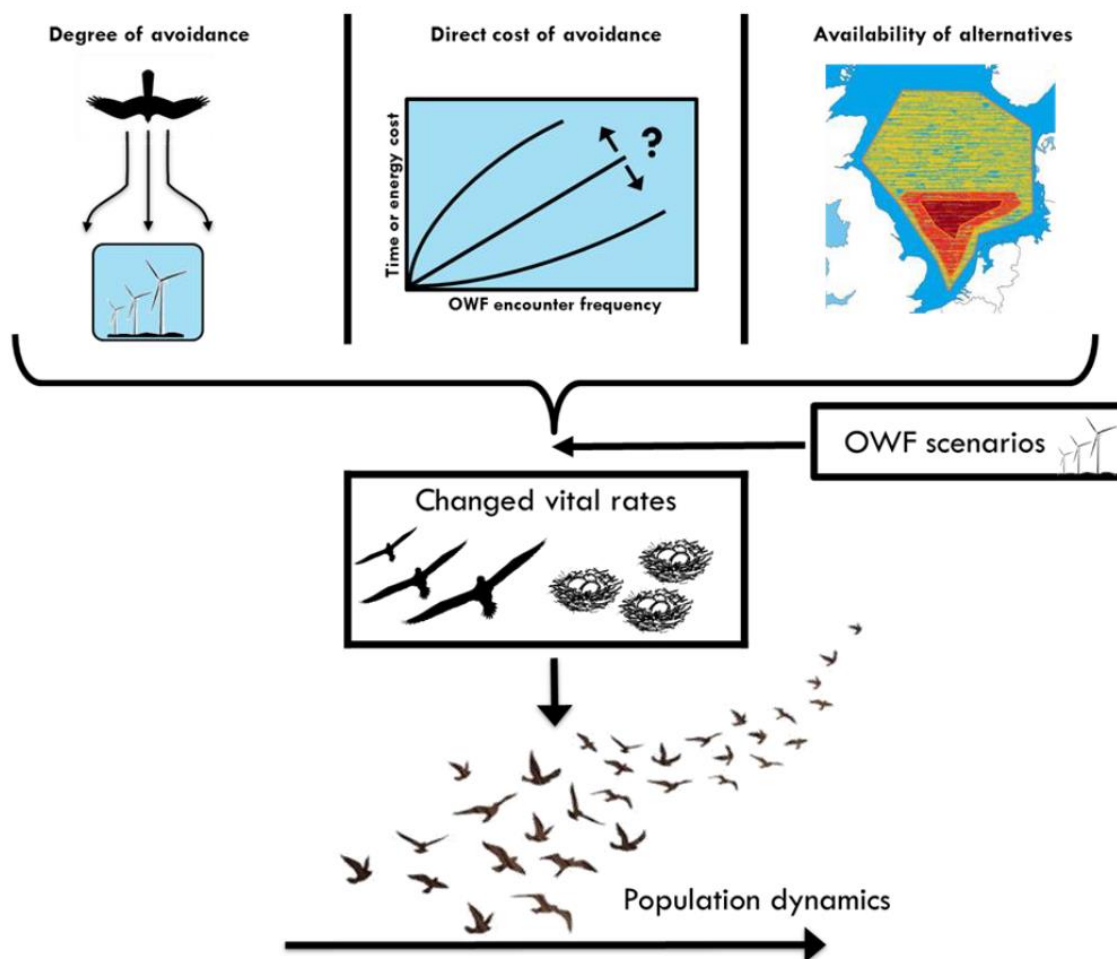 Degree of avoidance
Direct cost of avoidance
Availability of alternatives
Time or energy cost
?
OWF encounter frequency
OWF scenarios
Changed vital rates
Population dynamics